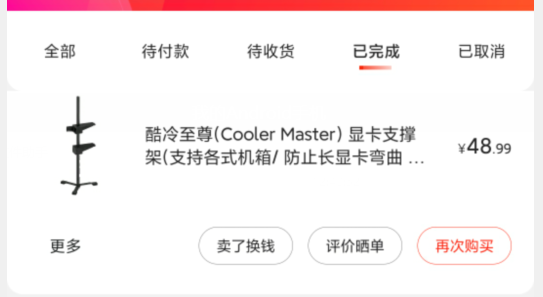 全部 待付款 待收货 已完成 已取消
酷冷至尊(Cooler Master) 显卡支撑
架(支持各式机箱/ 防止长显卡弯曲 ...
¥48.99
更多 卖了换钱 评价晒单 再次购买